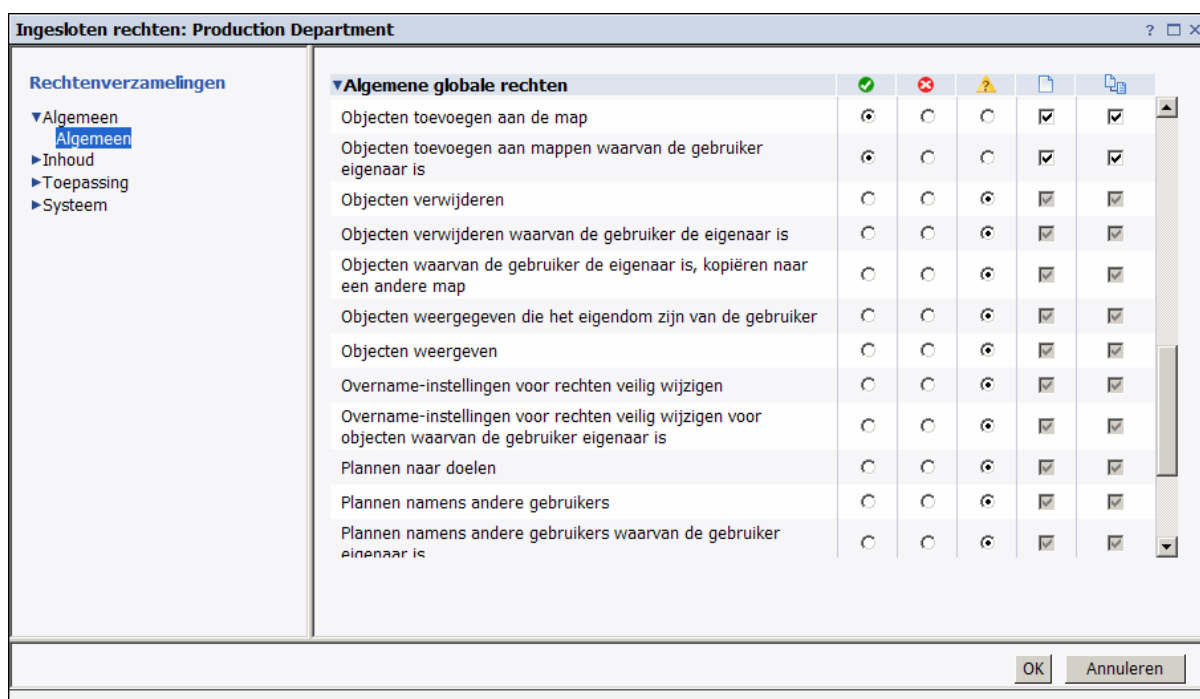 Ingesloten rechten: Production Department
?
Rechtenverzamelingen
▼Algemeen
Algemeen
►Inhoud
►Toepassing
►Systeem
▼Algemene globale rechten
Objecten toevoegen aan de map
Objecten toevoegen aan mappen waarvan de gebruiker
eigenaar is
Objecten verwijderen
Objecten verwijderen waarvan de gebruiker de eigenaar is
Objecten waarvan de gebruiker de eigenaar is, kopiëren naar
een andere map
Objecten weergegeven die het eigendom zijn van de gebruiker
Objecten weergeven
Overname-instellingen voor rechten veilig wijzigen
Overname-instellingen voor rechten veilig wijzigen voor
objecten waarvan de gebruiker eigenaar is
Plannen naar doelen
Plannen namens andere gebruikers
Plannen namens andere gebruikers waarvan de gebruiker
eigenaar is
OK
Annuleren